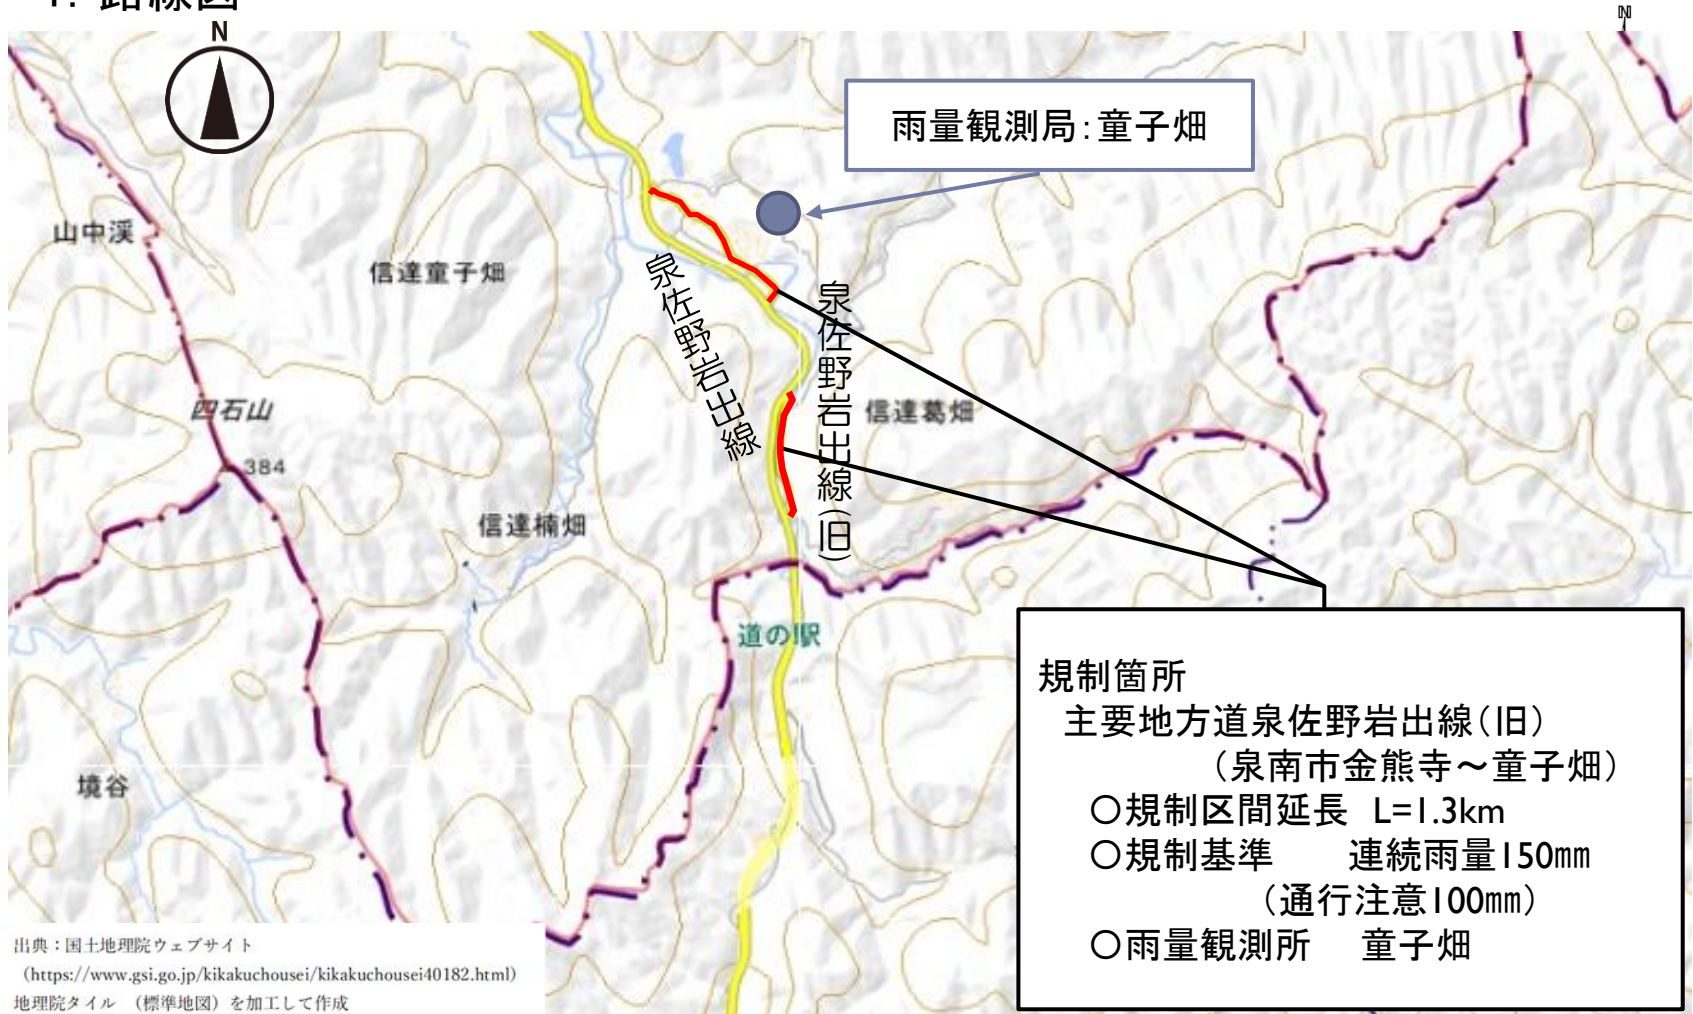 N
N
雨量観測局：童子畑
山中渓
信達童子畑
泉佐野岩出線
泉佐野岩出線（旧）
四石山
384
信達葛畑
信達楠畑
道の駅
境谷
規制箇所
主要地方道泉佐野岩出線（旧）
（泉南市金熊寺～童子畑）
〇規制区間延長 L=1.3km
〇規制基準 連続雨量150㎜
（通行注意100㎜）
〇雨量観測所 童子畑
出典：国土地理院ウェブサイト
（https://www.gsi.go.jp/kikakuchousei/kikakuchousei40182.html）
地理院タイル （標準地図）を加工して作成